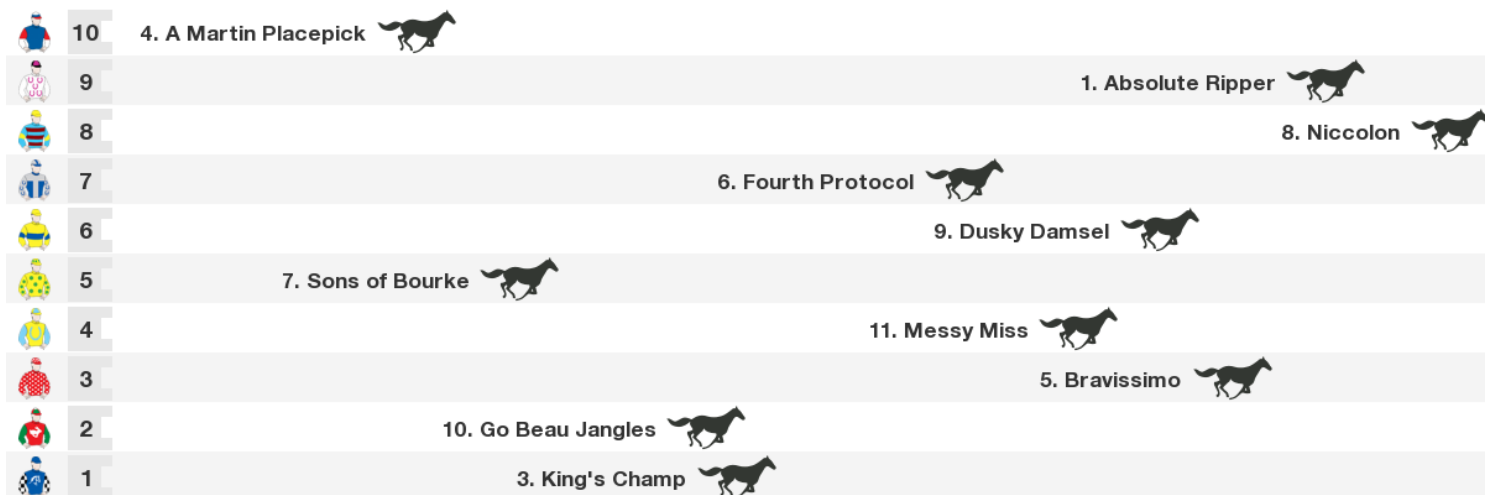 10 4. A Martin Placepick
9 1. Absolute Ripper
8 8. Niccolon
7 6. Fourth Protocol
6 9. Dusky Damsel
5 7. Sons of Bourke
4 11. Messy Miss
3 5. Bravissimo
2 10. Go Beau Jangles
1 3. King's Champ